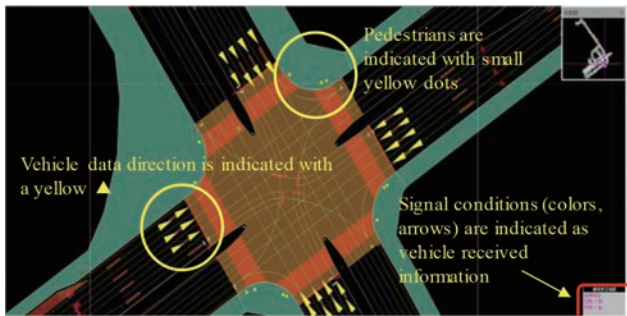 Pedestrians are
indicated with small
yellow dots
Vehicle data direction is indicated with
a yellow ▲
Signal conditions (colors,
arrows) are indicated as
vehicle received
information